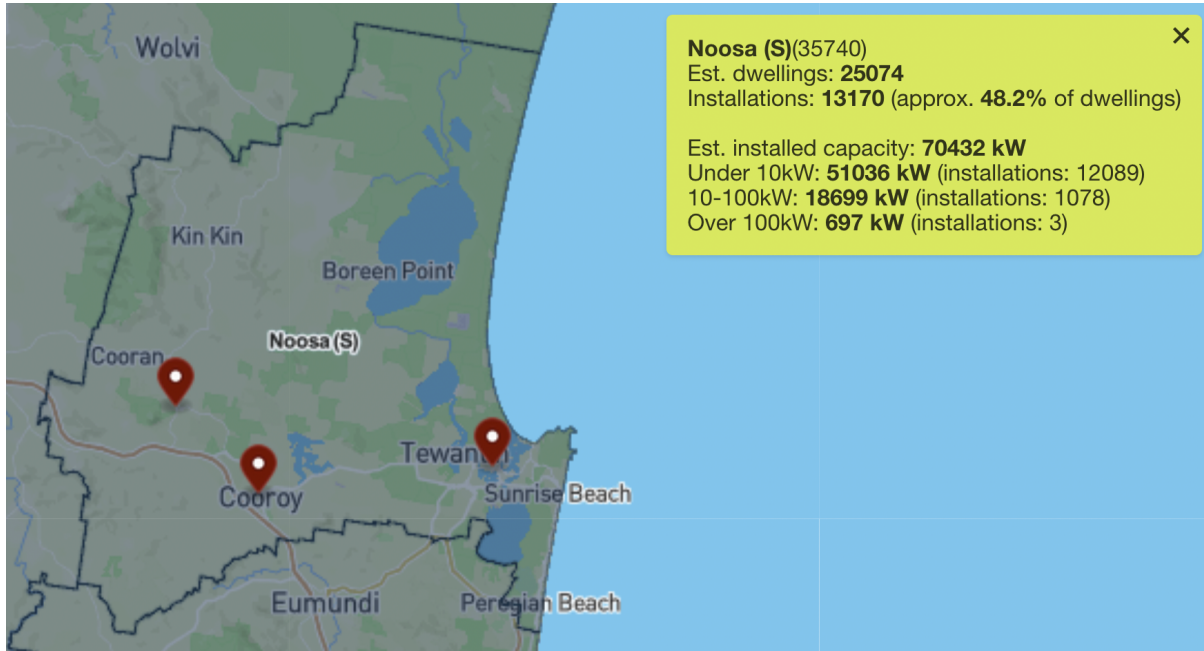 Wolvi
Noosa (S)(35740)
Est. dwellings: 25074
Installations: 13170 (approx. 48.2% of dwellings)
Est. installed capacity: 70432 kW
Under 10kW: 51036 kW (installations: 12089)
10-100kW: 18699 kW (installations: 1078)
Over 100kW: 697 kW (installations: 3)
Kin Kin
Boreen Point
Noosa (S)
Cooran
Tewantin
Cooroy
Sunrise Beach
Eumundi
Peregian Beach